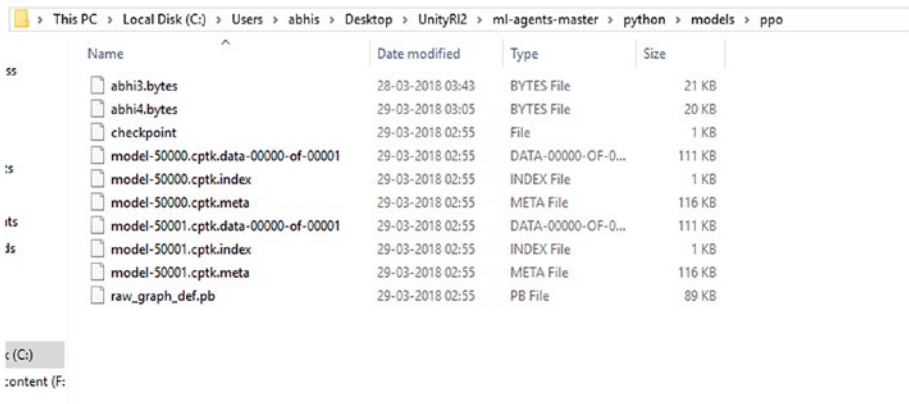 This PC > Local Disk (C:) > Users > abhis > Desktop > UnityRl2 > ml-agents-master > python > models > ppo
Name Date modified Type Size
ss
abhi3.bytes 28-03-2018 03:43 BYTES File 21 KB
abhi4.bytes 29-03-2018 03:05 BYTES File 20 KB
checkpoint 29-03-2018 02:55 File 1 KB
model-50000.cptk.data-00000-of-00001 29-03-2018 02:55 DATA-00000-OF-0... 111 KB
ts
model-50000.cptk.index 29-03-2018 02:55 INDEX File 1 KB
model-50000.cptk.meta 29-03-2018 02:55 META File 116 KB
nts
model-50001.cptk.data-00000-of-00001 29-03-2018 02:55 DATA-00000-OF-0... 111 KB
ds
model-50001.cptk.index 29-03-2018 02:55 INDEX File 1 KB
model-50001.cptk.meta 29-03-2018 02:55 META File 116 KB
raw_graph_def.pb 29-03-2018 02:55 PB File 89 KB
k (C:)
content (F: